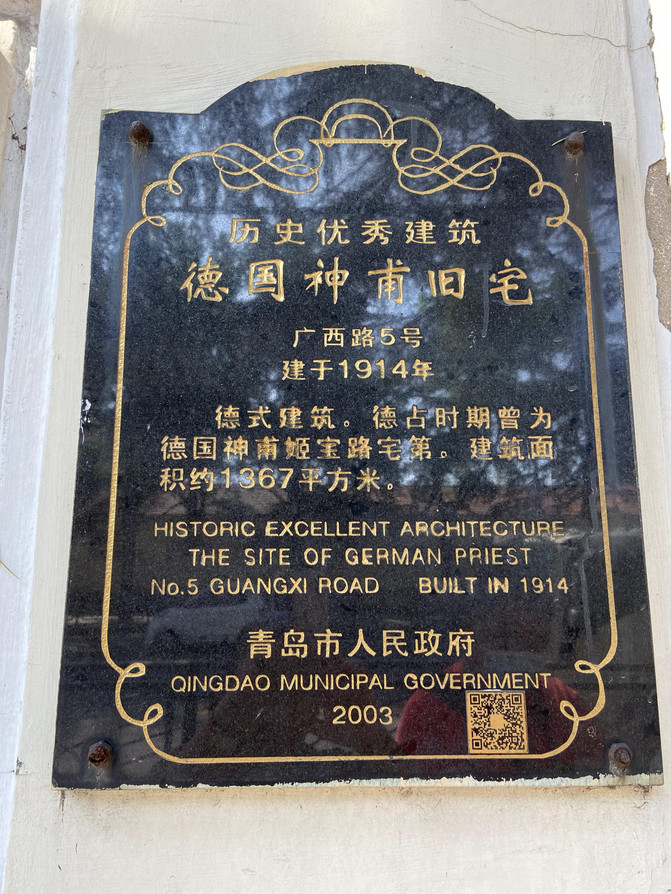 历史优秀建筑
德国神甫旧宅
广西路5号
建于1914年
德式建筑。德占时期曾为
德国神甫姬宝路宅第。建筑面
积约1367平方米。
HISTORIC EXCELLENT ARCHITECTURE
THE SITE OF GERMAN PRIEST
No.5 GUANGXI ROAD BUILT IN 1914
青岛市人民政府
QINGDAO MUNICIPAL GOVERNMENT
2003